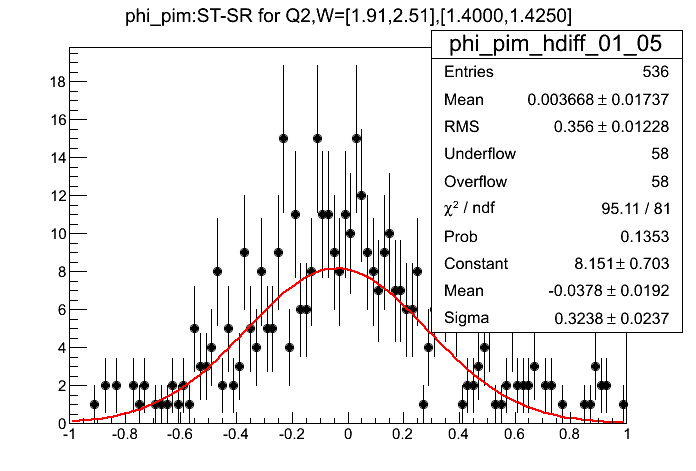 phi_pim:ST-SR for Q2,W=[1.91,2.51],[1.4000,1.4250]
phi_pim_hdiff_01_05
Entries 536
Mean 0.003668 ± 0.01737
RMS 0.356 ± 0.01228
Underflow 58
Overflow 58
χ² / ndf 95.11 / 81
Prob 0.1353
Constant 8.151 ± 0.703
Mean -0.0378 ± 0.0192
Sigma 0.3238 ± 0.0237
18
16
14
12
10
8
6
4
2
0
-1 -0.8 -0.6 -0.4 -0.2 0 0.2 0.4 0.6 0.8 1